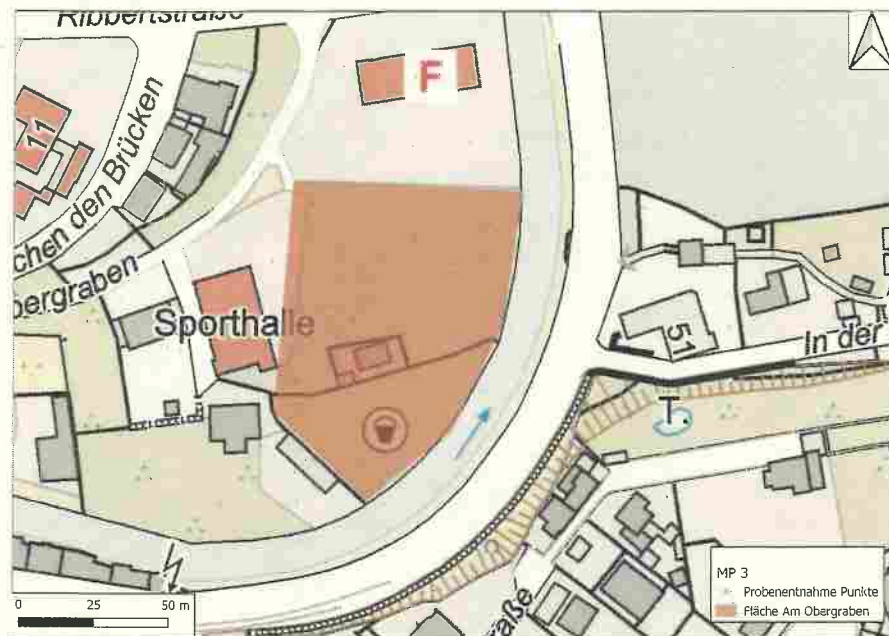 Ribbertstraße
F
11
chen den Brücken
bergraben
Sporthalle
51
In der
T
raße
MP 3
Probenentnahme Punkte
Fläche Am Obergraben
0 25 50 m